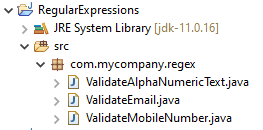 RegularExpressions
JRE System Library [jdk-11.0.16]
src
com.mycompany.regex
ValidateAlphaNumericText.java
ValidateEmail.java
ValidateMobileNumber.java